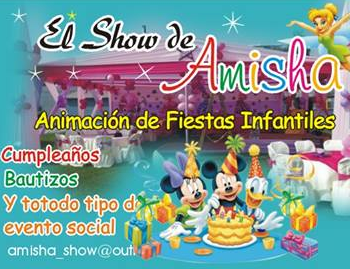 El Show de
Amisha
Animación de Fiestas Infantiles
Cumpleaños
Bautizos
Y totodo tipo d
evento social
amisha_show@out